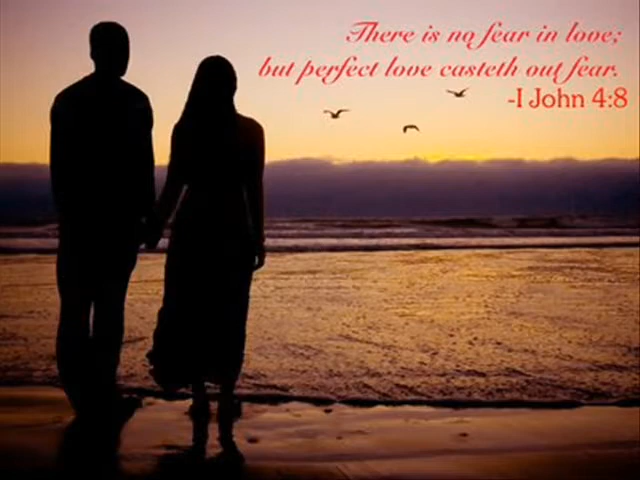 There is no fear in love;
but perfect love casteth out fear.
-I John 4:8